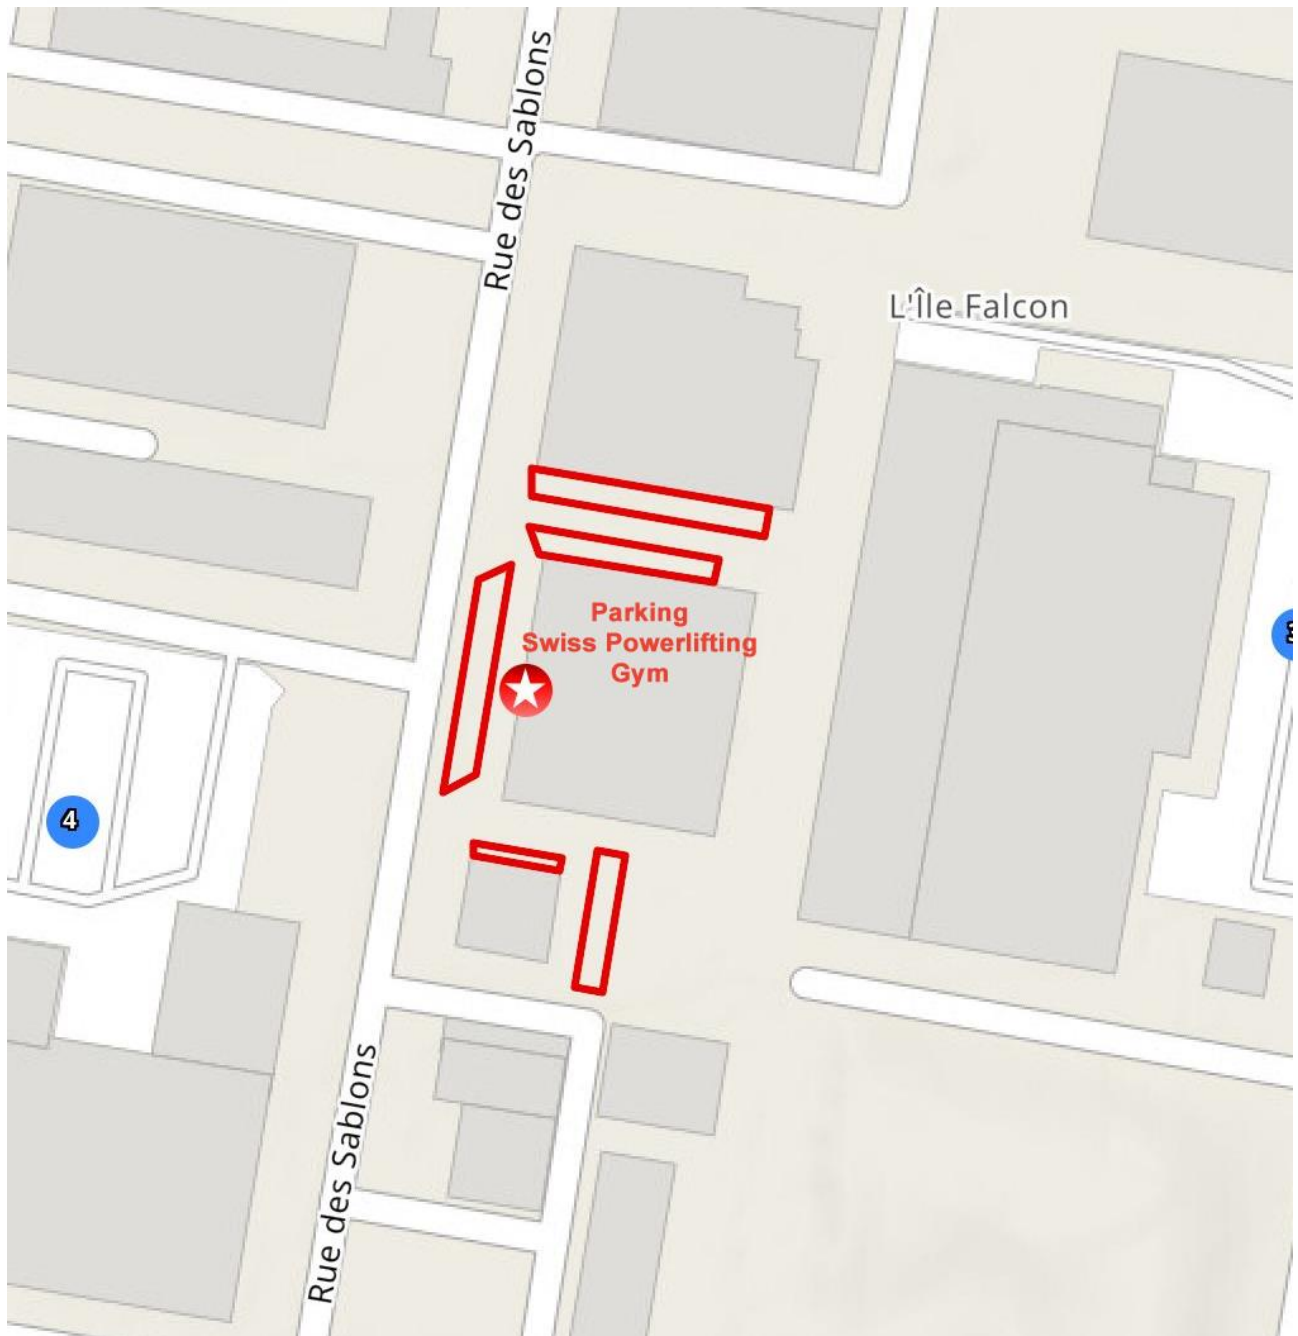 Rue des Sablons
L'Île Falcon
Parking
Swiss Powerlifting
Gym
4
Rue des Sablons